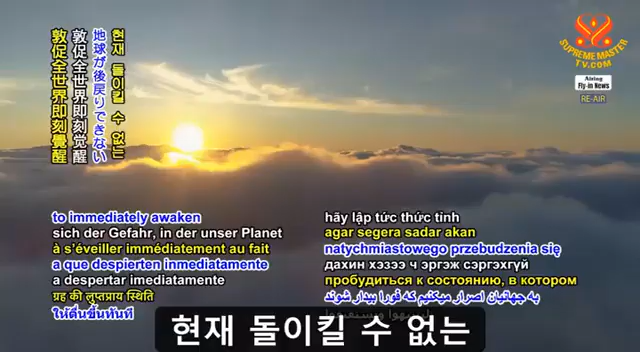 敦促全世界即刻覺醒
敦促全世界即刻觉醒
地球が後戻りできない
현재 돌이킬 수 없는
SUPREME MASTER
TV.COM
Airing
Fly-in News
RE-AIR
to immediately awaken
sich der Gefahr, in der unser Planet
à s'éveiller immédiatement au fait
a que despierten inmediatamente
a despertar imediatamente
ग्रह की लुप्तप्राय स्थिति
ให้ตื่นขึ้นทันที
hãy lập tức thức tỉnh
agar segera sadar akan
natychmiastowego przebudzenia się
дахин хэзээ ч эргэж сэргэхгүй
пробудиться к состоянию, в котором
به جهانیان اصرار میکنیم که فورا بیدار شوند
현재 돌이킬 수 없는